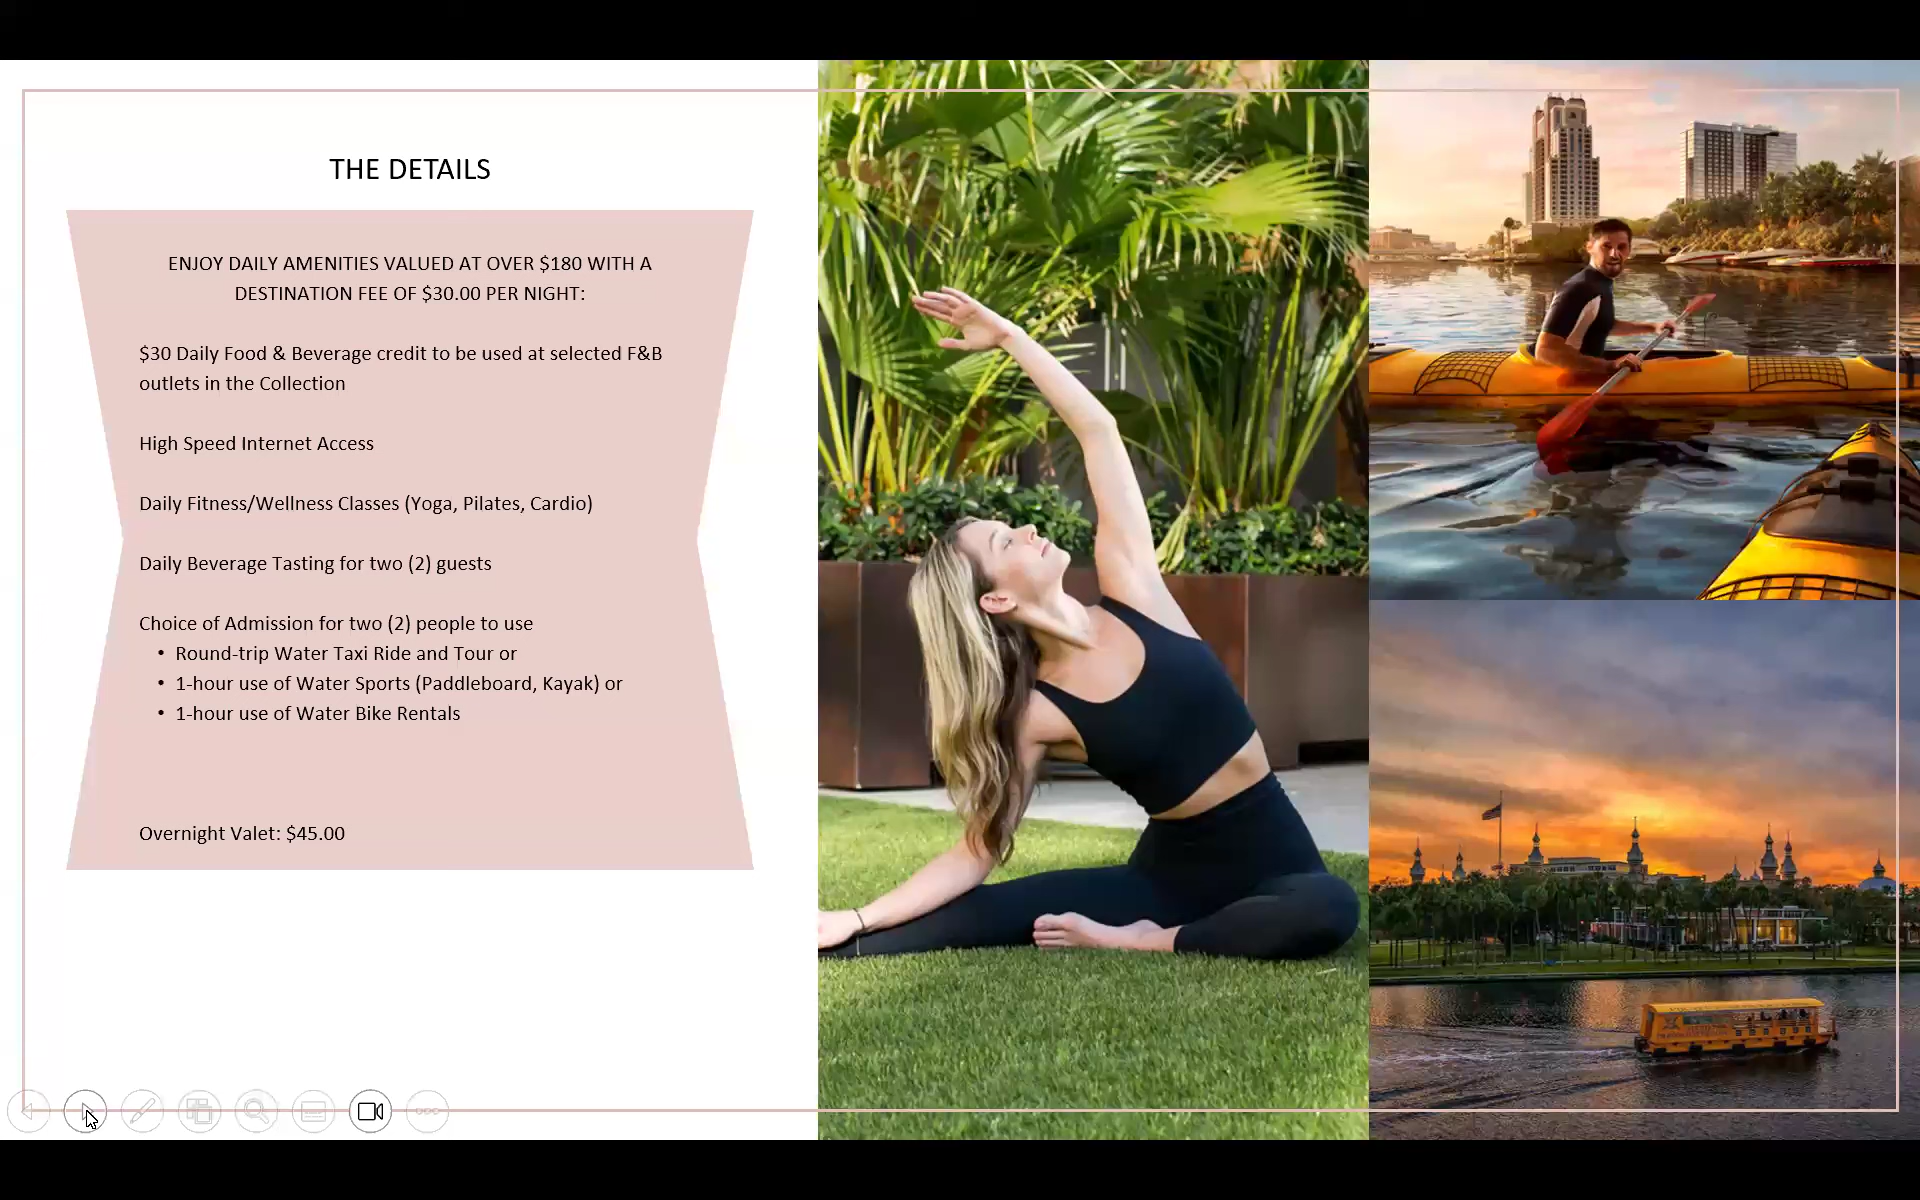 THE DETAILS
ENJOY DAILY AMENITIES VALUED AT OVER $180 WITH A
DESTINATION FEE OF $30.00 PER NIGHT:
$30 Daily Food & Beverage credit to be used at selected F&B
outlets in the Collection
High Speed Internet Access
Daily Fitness/Wellness Classes (Yoga, Pilates, Cardio)
Daily Beverage Tasting for two (2) guests
Choice of Admission for two (2) people to use
• Round-trip Water Taxi Ride and Tour or
• 1-hour use of Water Sports (Paddleboard, Kayak) or
• 1-hour use of Water Bike Rentals
Overnight Valet: $45.00